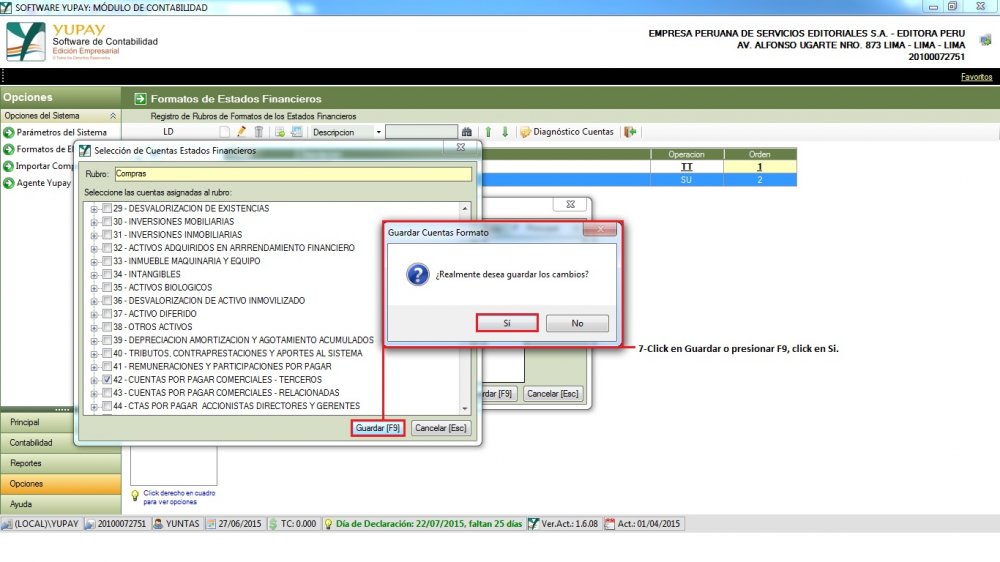 SOFTWARE YUPAY: MÓDULO DE CONTABILIDAD
YUPAY
Software de Contabilidad
Edición Empresarial
EMPRESA PERUANA DE SERVICIOS EDITORIALES S.A. - EDITORA PERU
AV. ALFONSO UGARTE NRO. 873 LIMA - LIMA - LIMA
20100072751
Favoritos
Opciones
Formatos de Estados Financieros
Opciones del Sistema
Registro de Rubros de Formatos de los Estados Financieros
Parámetros del Sistema
LD
Descripcion
Diagnóstico Cuentas
Formatos de E
Importar Comp
Agente Yupay
Selección de Cuentas Estados Financieros
Operacion
Orden
IT
1
SU
2
Rubro:
Compras
Seleccione las cuentas asignadas al rubro:
29 - DESVALORIZACION DE EXISTENCIAS
30 - INVERSIONES MOBILIARIAS
31 - INVERSIONES INMOBILIARIAS
32 - ACTIVOS ADQUIRIDOS EN ARRRENDAMIENTO FINANCIERO
33 - INMUEBLE MAQUINARIA Y EQUIPO
34 - INTANGIBLES
35 - ACTIVOS BIOLOGICOS
36 - DESVALORIZACION DE ACTIVO INMOVILIZADO
37 - ACTIVO DIFERIDO
38 - OTROS ACTIVOS
39 - DEPRECIACION AMORTIZACION Y AGOTAMIENTO ACUMULADOS
40 - TRIBUTOS, CONTRAPRESTACIONES Y APORTES AL SISTEMA
41 - REMUNERACIONES Y PARTICIPACIONES POR PAGAR
42 - CUENTAS POR PAGAR COMERCIALES - TERCEROS
43 - CUENTAS POR PAGAR COMERCIALES - RELACIONADAS
44 - CTAS POR PAGAR ACCIONISTAS DIRECTORES Y GERENTES
Guardar [F9]
Cancelar [Esc]
Guardar Cuentas Formato
¿Realmente desea guardar los cambios?
Sí
No
7-Click en Guardar o presionar F9, click en Si.
rdar [F9]
Cancelar [Esc]
Principal
Contabilidad
Reportes
Opciones
Ayuda
Click derecho en cuadro
para ver opciones
(LOCAL)\YUPAY
20100072751
YUNTAS
27/06/2015
TC: 0.000
Día de Declaración: 22/07/2015, faltan 25 días
Ver.Act.: 1.6.08
Act.: 01/04/2015